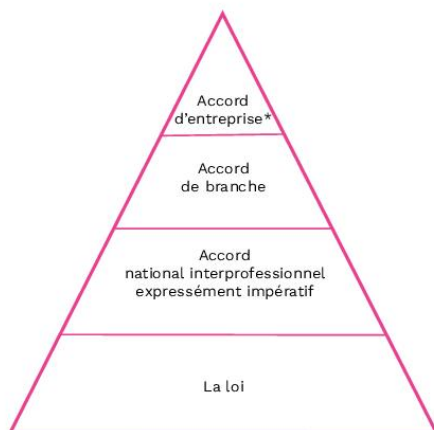 Accord
d'entreprise*
Accord
de branche
Accord
national interprofessionnel
expressément impératif
La loi